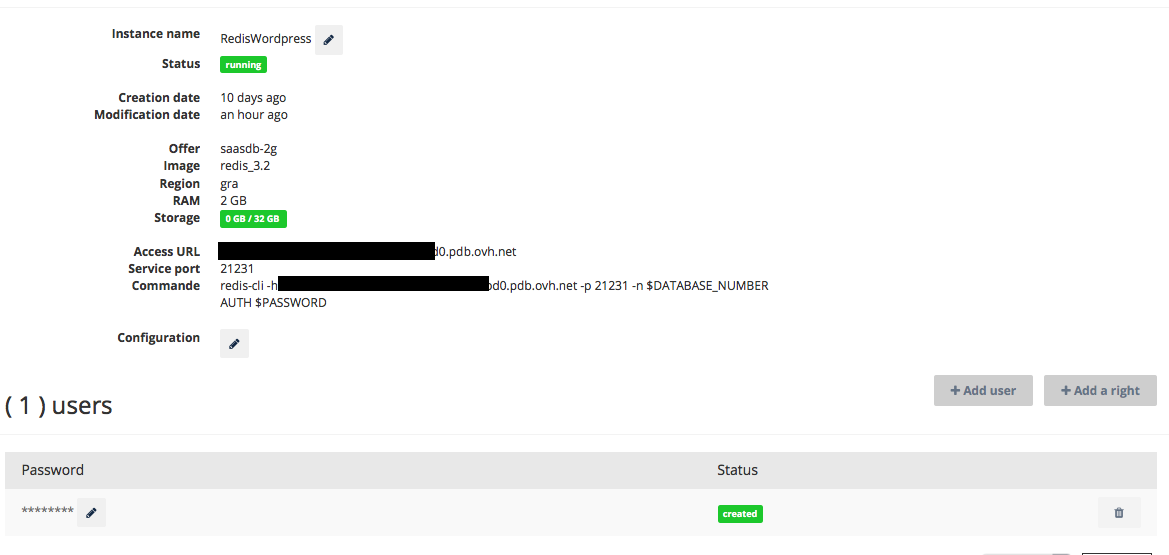 Instance name RedisWordpress
Status running
Creation date 10 days ago
Modification date an hour ago
Offer saasdb-2g
Image redis_3.2
Region gra
RAM 2 GB
Storage 0 GB / 32 GB
Access URL d0.pdb.ovh.net
Service port 21231
Commande redis-cli -h d0.pdb.ovh.net -p 21231 -n $DATABASE_NUMBER
AUTH $PASSWORD
Configuration
+ Add user + Add a right
( 1 ) users
Password Status
******** created